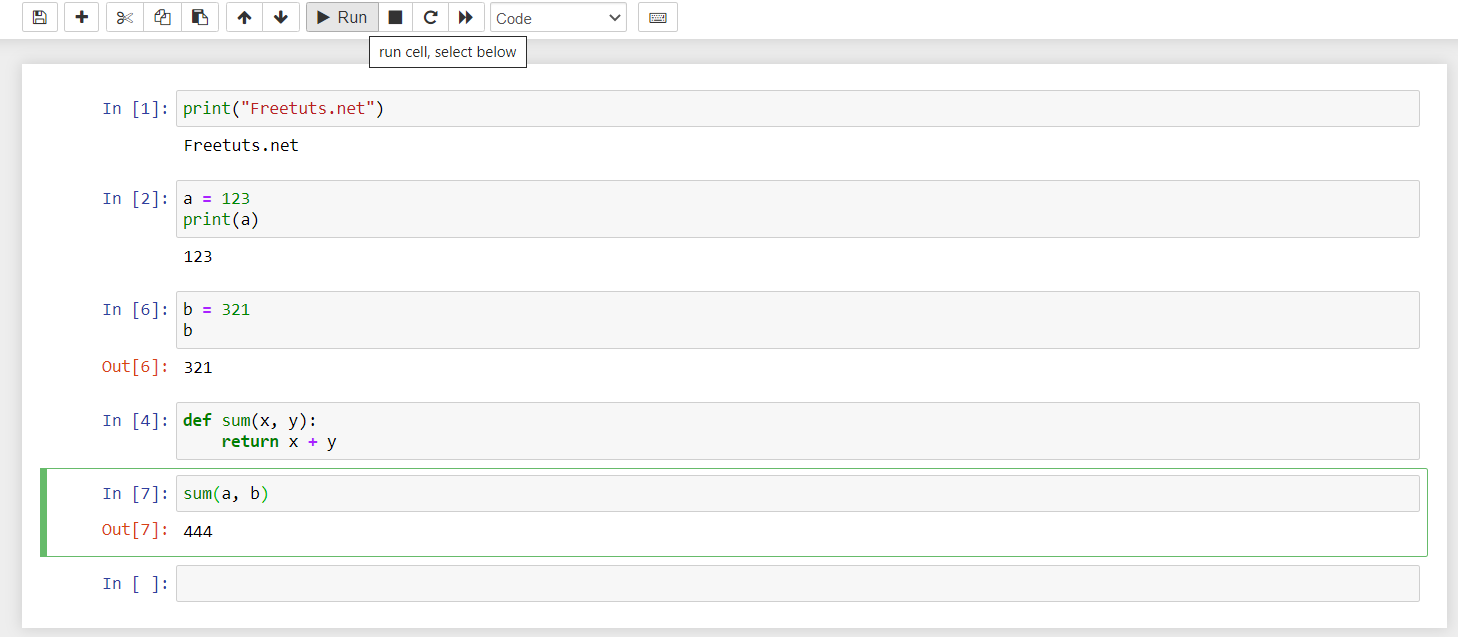 Run
Code
run cell, select below
In [1]: print("Freetuts.net")
Freetuts.net
In [2]: a = 123
print(a)
123
In [6]: b = 321
b
Out[6]: 321
In [4]: def sum(x, y):
    return x + y
In [7]: sum(a, b)
Out[7]: 444
In [ ]: